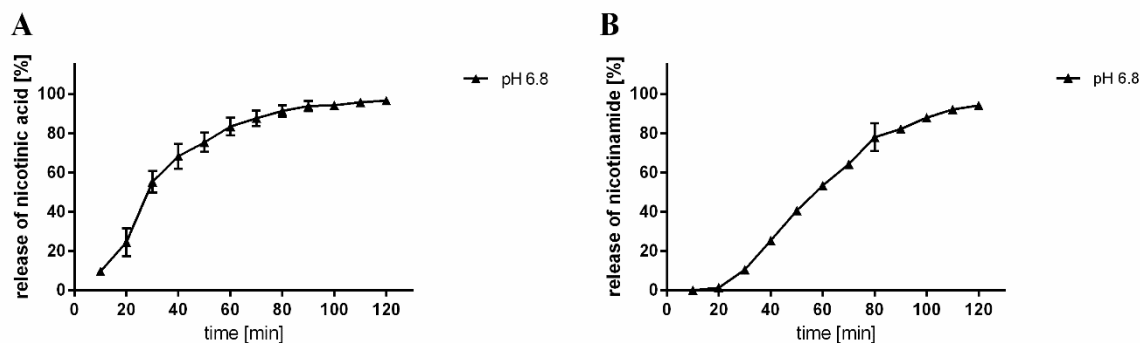 A
release of nicotinic acid [%]
100
80
60
40
20
0
0 20 40 60 80 100 120
time [min]
pH 6.8
B
release of nicotinamide [%]
100
80
60
40
20
0
0 20 40 60 80 100 120
time [min]
pH 6.8